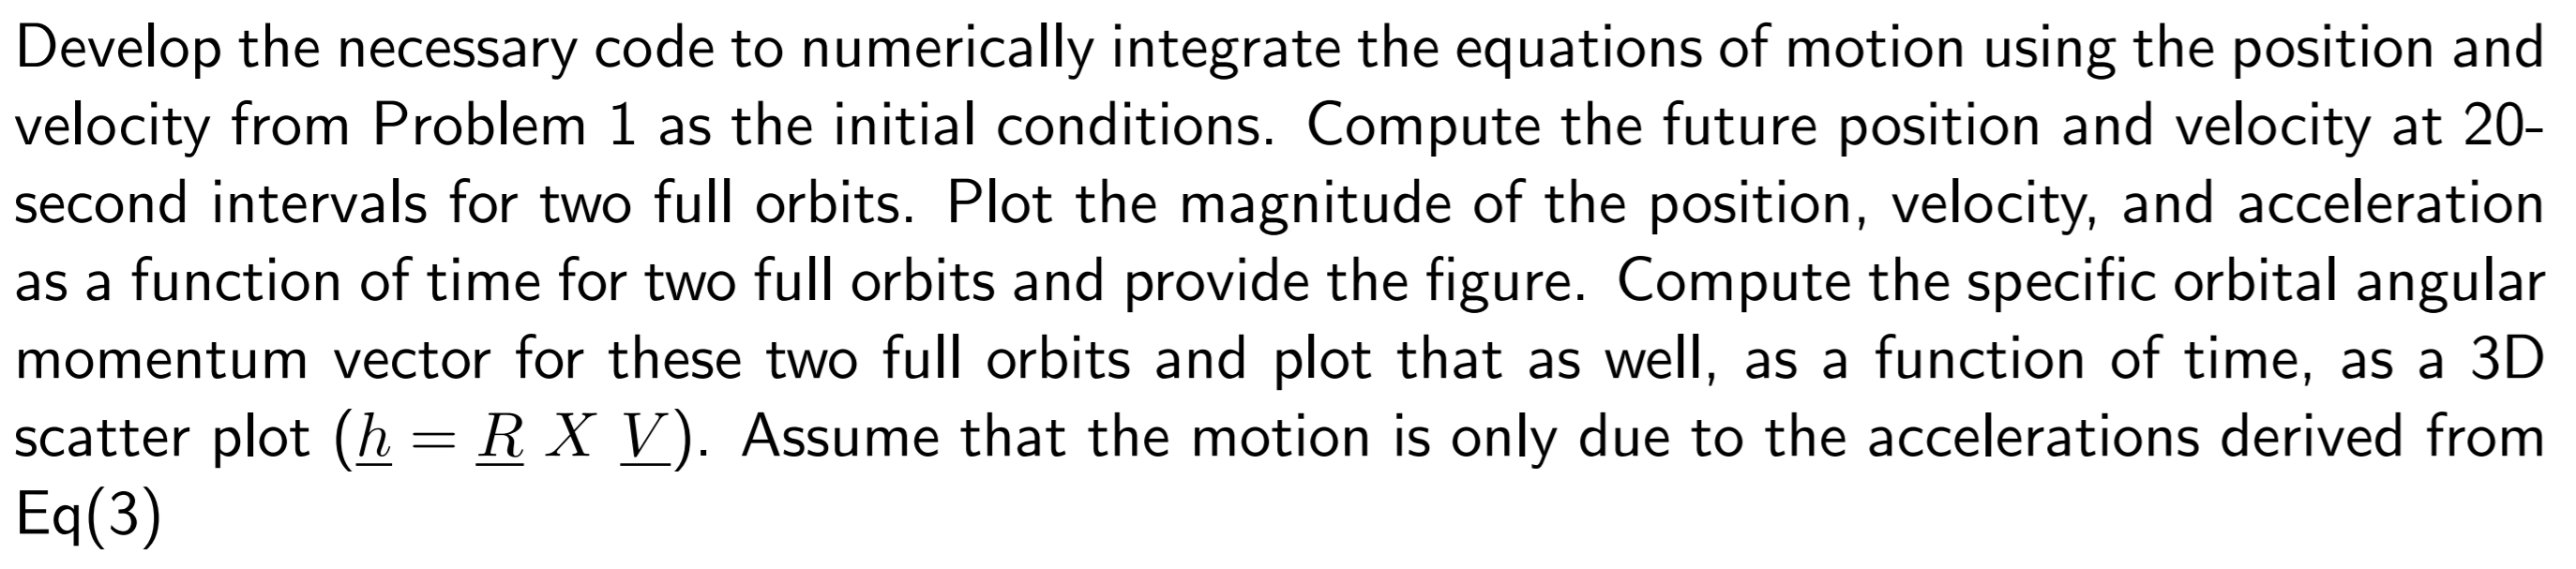 Develop the necessary code to numerically integrate the equations of motion using the position and
velocity from Problem 1 as the initial conditions. Compute the future position and velocity at 20-
second intervals for two full orbits. Plot the magnitude of the position, velocity, and acceleration
as a function of time for two full orbits and provide the figure. Compute the specific orbital angular
momentum vector for these two full orbits and plot that as well, as a function of time, as a 3D
scatter plot (h = R X V). Assume that the motion is only due to the accelerations derived from
Eq(3)